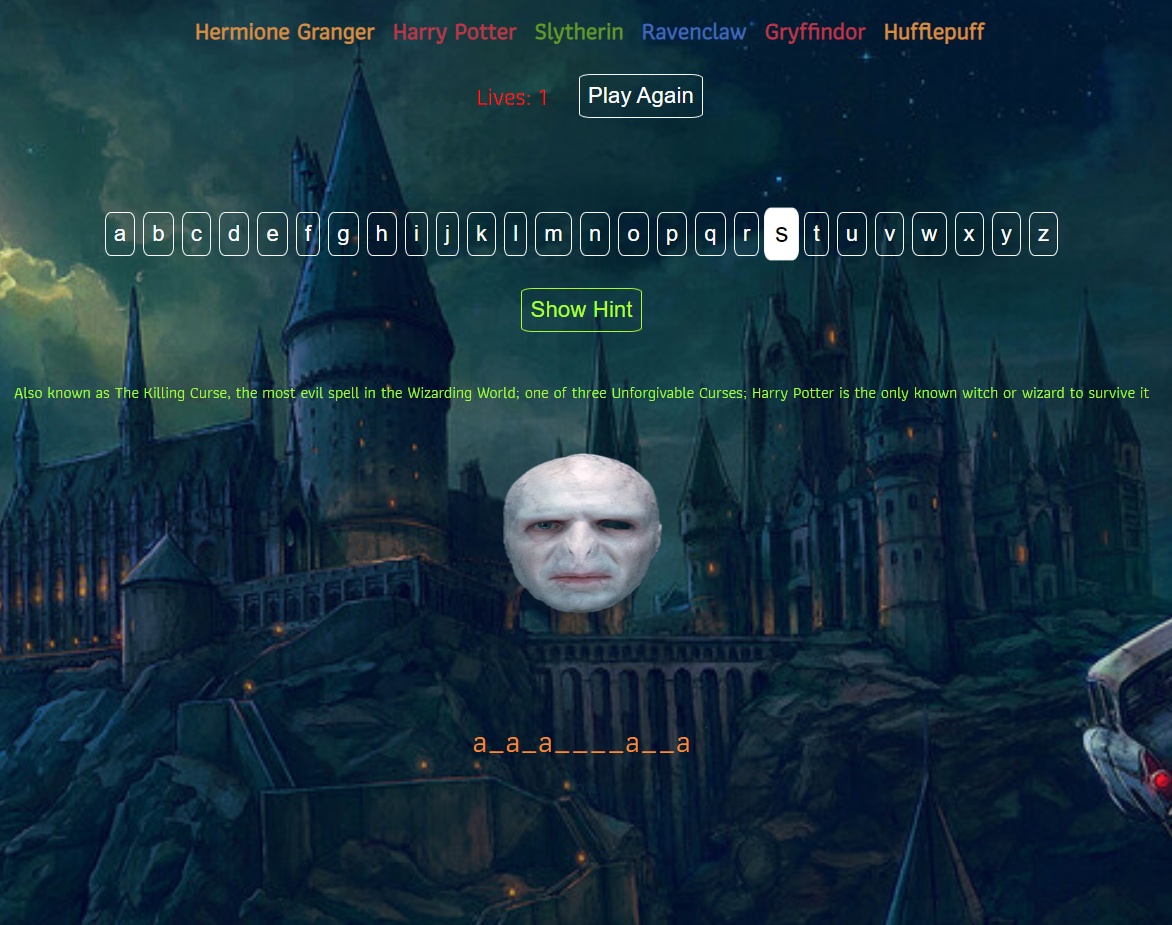 Hermione Granger Harry Potter Slytherin Ravenclaw Gryffindor Hufflepuff
Lives: 1 Play Again
a b c d e f g h i j k l m n o p q r s t u v w x y z
Show Hint
Also known as The Killing Curse, the most evil spell in the Wizarding World; one of three Unforgivable Curses; Harry Potter is the only known witch or wizard to survive it
a_a_a____a__a